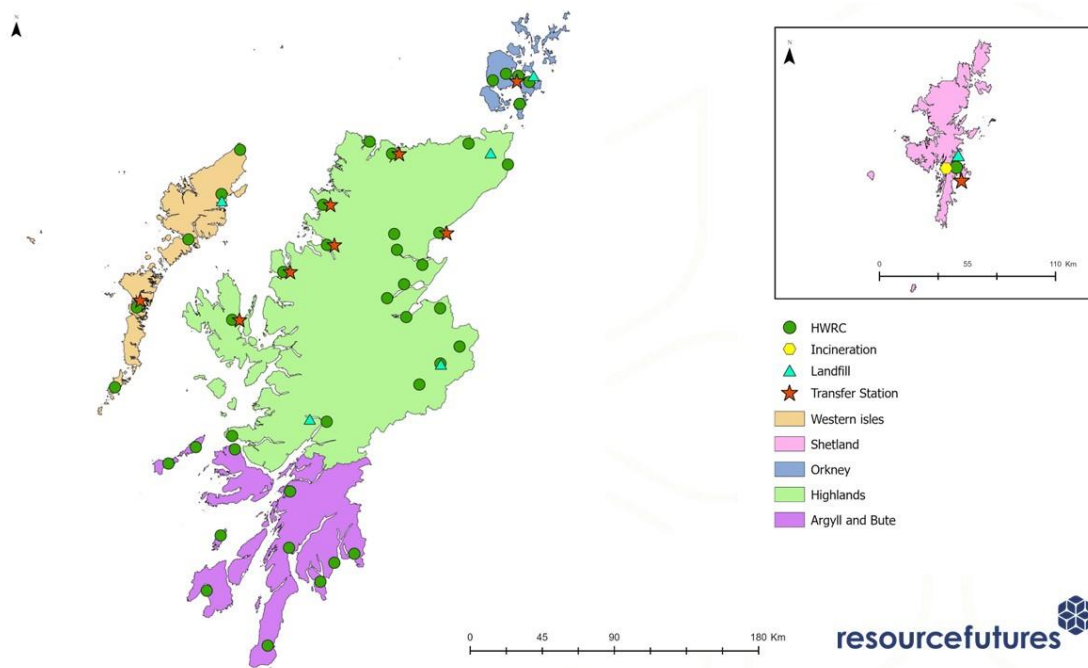 N
N
0 55 110 Km
HWRC
Incineration
Landfill
Transfer Station
Western isles
Shetland
Orkney
Highlands
Argyll and Bute
0 45 90 180 Km
resourcefutures